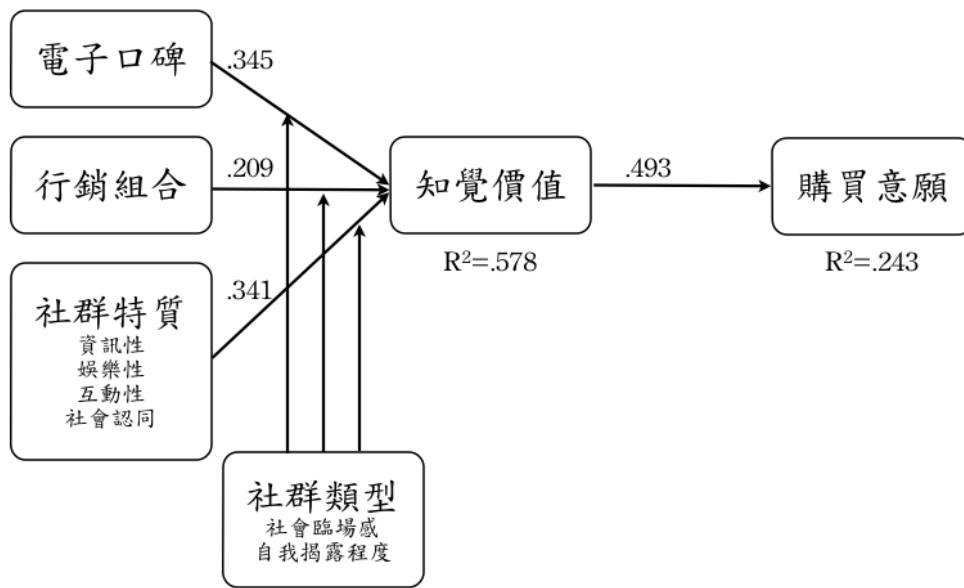 電子口碑
.345
行銷組合
.209
知覺價值
.493
購買意願
R²=.578
R²=.243
社群特質
.341
資訊性
娛樂性
互動性
社會認同
社群類型
社會臨場感
自我揭露程度